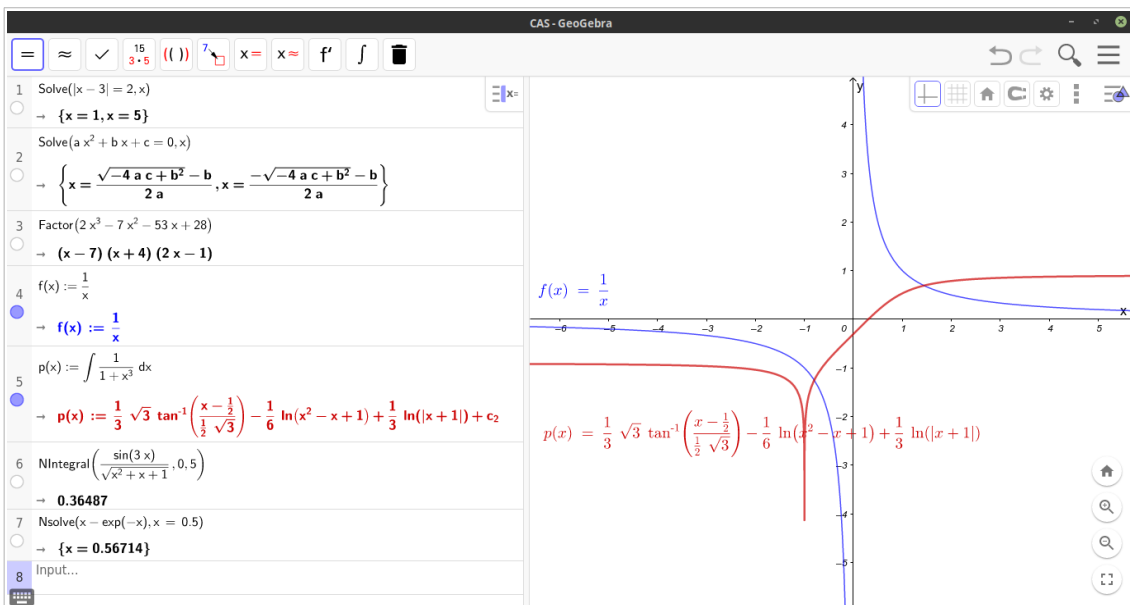 CAS - GeoGebra
= ≈ ✓ 15 3·5 (( )) 7 x = x ≈ f′ ∫
1 Solve(|x − 3| = 2, x) x=
→ {x = 1, x = 5}
2 Solve(a x² + b x + c = 0, x)
→ {x = (√(−4 a c + b²) − b)/(2 a), x = (−√(−4 a c + b²) − b)/(2 a)}
3 Factor(2 x³ − 7 x² − 53 x + 28)
→ (x − 7) (x + 4) (2 x − 1)
4 f(x) := 1/x
→ f(x) := 1/x
5 p(x) := ∫ 1/(1 + x³) dx
→ p(x) := 1/3 √3 tan⁻¹((x − 1/2)/(1/2 √3)) − 1/6 ln(x² − x + 1) + 1/3 ln(|x + 1|) + c₂
6 NIntegral(sin(3 x)/√(x² + x + 1), 0, 5)
→ 0.36487
7 Nsolve(x − exp(−x), x = 0.5)
→ {x = 0.56714}
8 Input...
y
4
3
2
1
f(x) = 1/x
x
−6 −5 −4 −3 −2 −1 0 1 2 3 4 5
−1
−2
p(x) = 1/3 √3 tan⁻¹((x − 1/2)/(1/2 √3)) − 1/6 ln(x² − x + 1) + 1/3 ln(|x + 1|)
−3
−4
−5